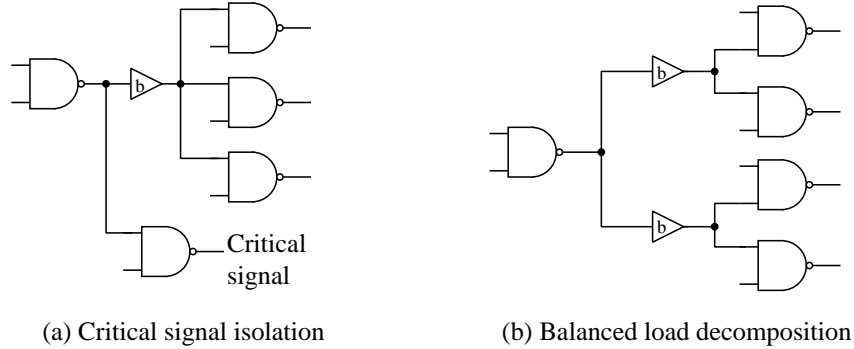 b
b
b
Critical
signal
(a) Critical signal isolation
(b) Balanced load decomposition